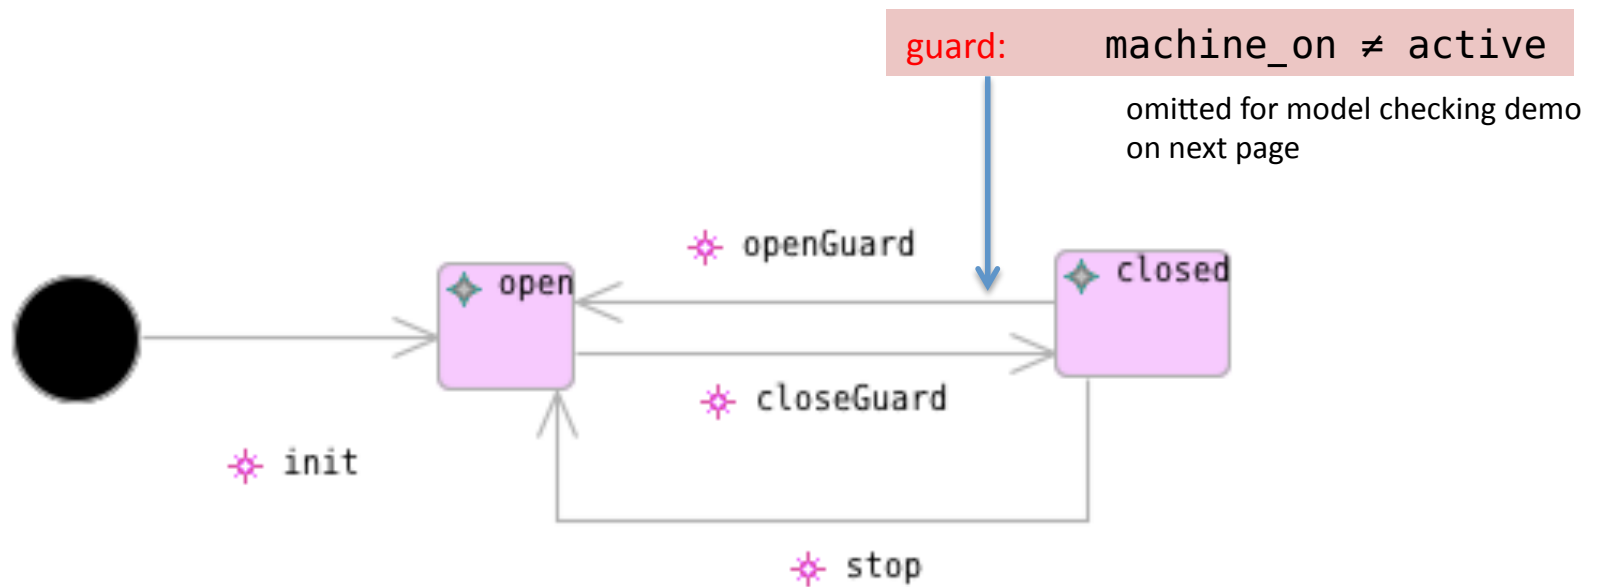 guard: machine_on ≠ active
omitted for model checking demo
on next page
openGuard
open
closed
closeGuard
init
stop